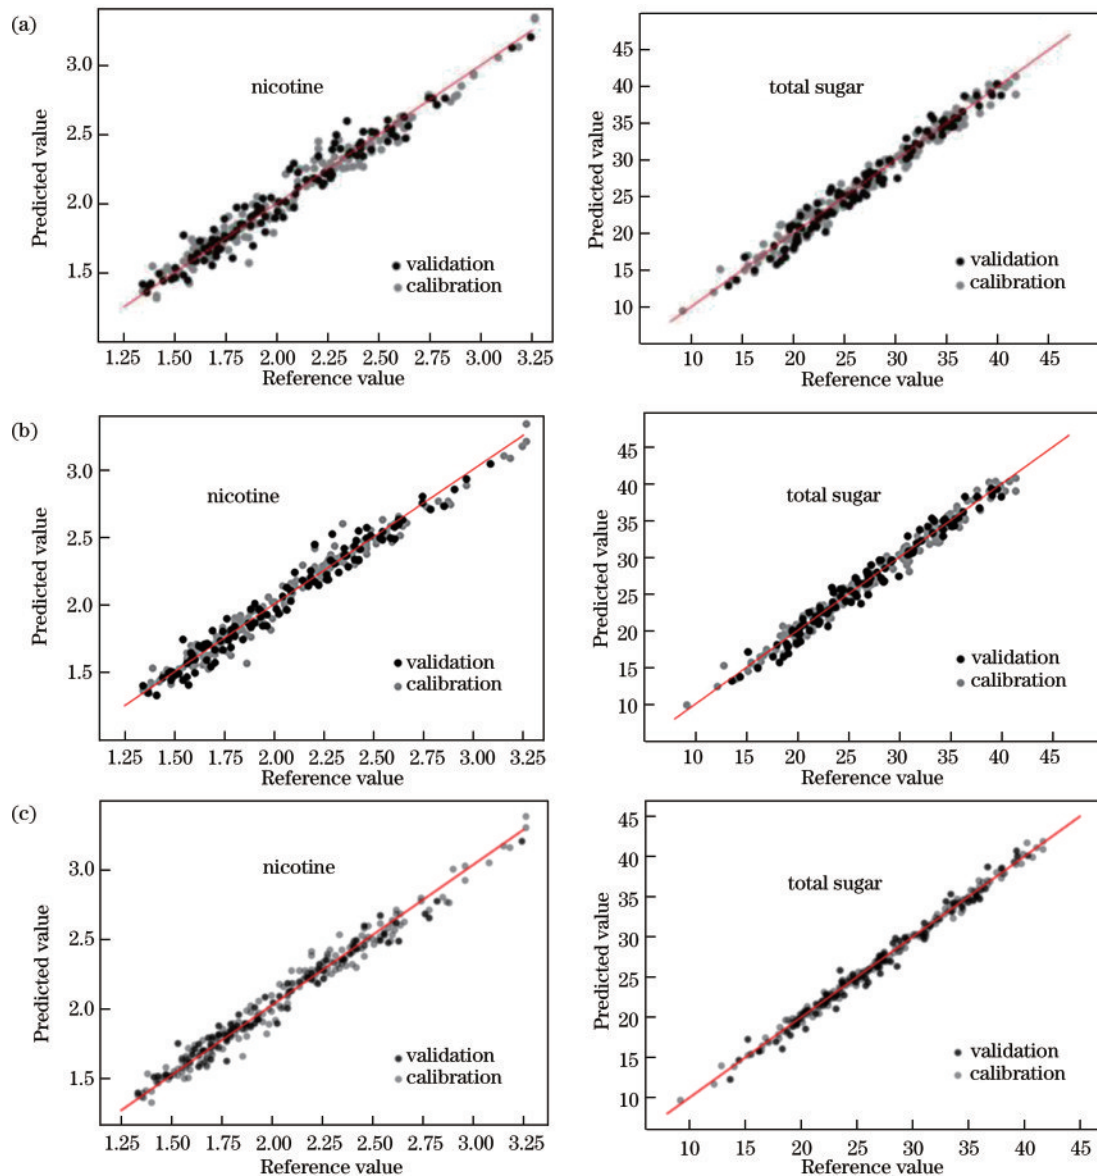 (a)
nicotine
Predicted value
3.0
2.5
2.0
1.5
validation
calibration
1.25 1.50 1.75 2.00 2.25 2.50 2.75 3.00 3.25
Reference value
total sugar
Predicted value
45
40
35
30
25
20
15
10
validation
calibration
10 15 20 25 30 35 40 45
Reference value
(b)
nicotine
Predicted value
3.0
2.5
2.0
1.5
validation
calibration
1.25 1.50 1.75 2.00 2.25 2.50 2.75 3.00 3.25
Reference value
total sugar
Predicted value
45
40
35
30
25
20
15
10
validation
calibration
10 15 20 25 30 35 40 45
Reference value
(c)
nicotine
Predicted value
3.0
2.5
2.0
1.5
validation
calibration
1.25 1.50 1.75 2.00 2.25 2.50 2.75 3.00 3.25
Reference value
total sugar
Predicted value
45
40
35
30
25
20
15
10
validation
calibration
10 15 20 25 30 35 40 45
Reference value